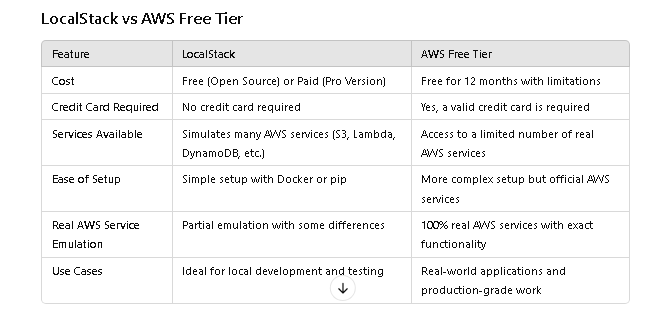 LocalStack vs AWS Free Tier
Feature LocalStack AWS Free Tier
Cost Free (Open Source) or Paid (Pro Version) Free for 12 months with limitations
Credit Card Required No credit card required Yes, a valid credit card is required
Services Available Simulates many AWS services (S3, Lambda, Access to a limited number of real
DynamoDB, etc.) AWS services
Ease of Setup Simple setup with Docker or pip More complex setup but official AWS
services
Real AWS Service Partial emulation with some differences 100% real AWS services with exact
Emulation functionality
Use Cases Ideal for local development and testing Real-world applications and
production-grade work